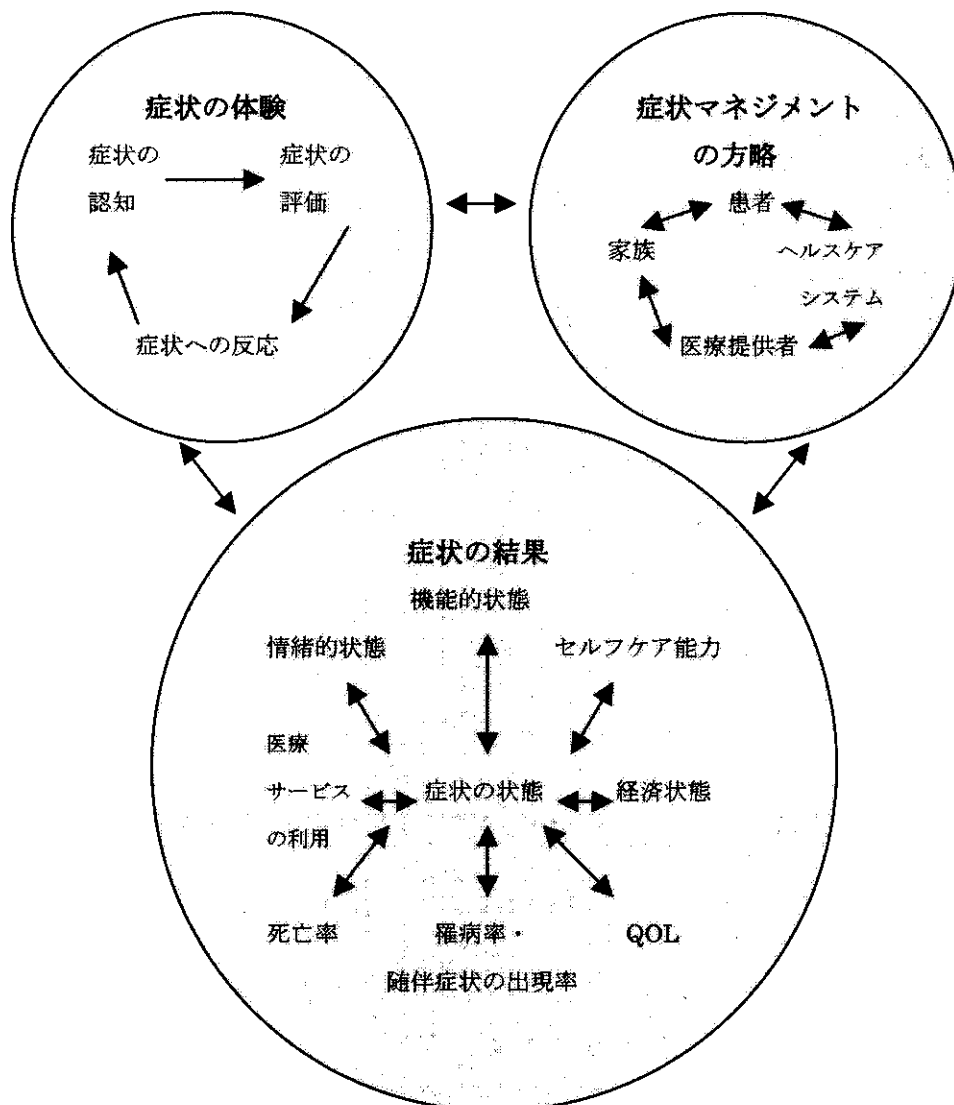 症状の体験
症状の
認知
症状の
評価
症状への反応
症状マネジメント
の方略
患者
家族
ヘルスケア
システム
医療提供者
症状の結果
機能的状態
情緒的状態
セルフケア能力
医療
サービス
の利用
症状の状態
経済状態
死亡率
罹病率・
随伴症状の出現率
QOL